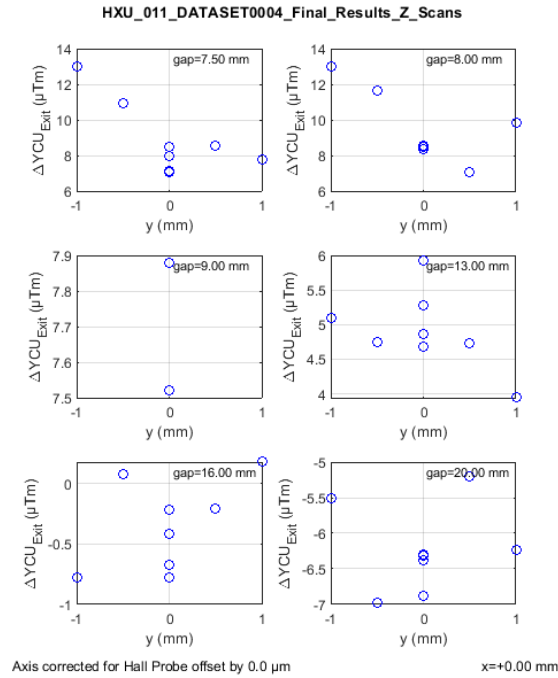 HXU_011_DATASET0004_Final_Results_Z_Scans
14
12
10
8
6
ΔYCU_Exit (µTm)
gap=7.50 mm
-1
0
1
y (mm)
14
12
10
8
6
ΔYCU_Exit (µTm)
gap=8.00 mm
-1
0
1
y (mm)
7.9
7.8
7.7
7.6
7.5
ΔYCU_Exit (µTm)
gap=9.00 mm
-1
0
1
y (mm)
6
5.5
5
4.5
4
ΔYCU_Exit (µTm)
gap=13.00 mm
-1
0
1
y (mm)
0
-0.5
-1
ΔYCU_Exit (µTm)
gap=16.00 mm
-1
0
1
y (mm)
-5
-5.5
-6
-6.5
-7
ΔYCU_Exit (µTm)
gap=20.00 mm
-1
0
1
y (mm)
Axis corrected for Hall Probe offset by 0.0 µm
x=+0.00 mm